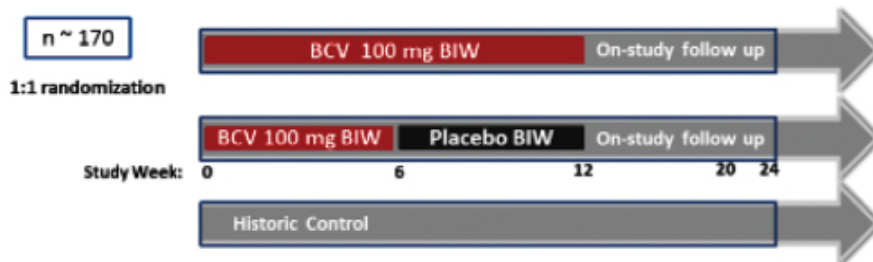 n ~ 170
1:1 randomization
BCV 100 mg BIW On-study follow up
BCV 100 mg BIW Placebo BIW On-study follow up
Study Week: 0 6 12 20 24
Historic Control